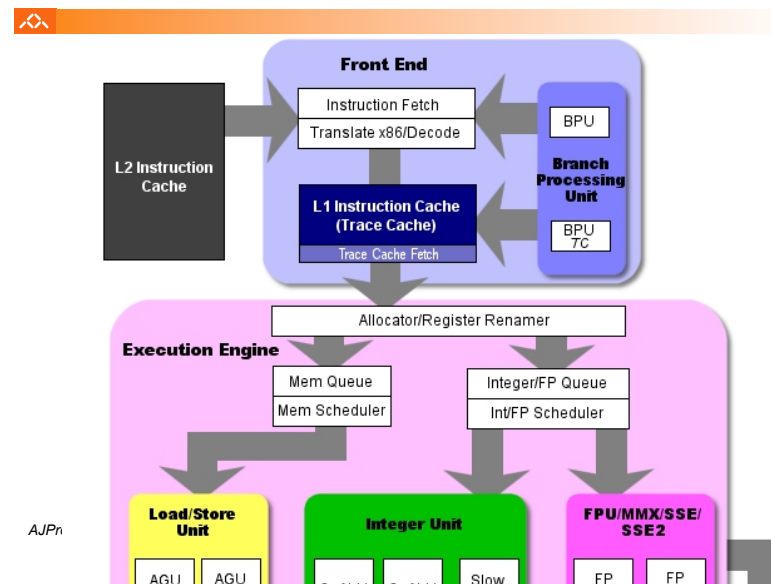 Front End
Instruction Fetch
Translate x86/Decode
BPU
L2 Instruction
Cache
Branch
Processing
Unit
L1 Instruction Cache
(Trace Cache)
BPU
TC
Trace Cache Fetch
Allocator/Register Renamer
Execution Engine
Mem Queue
Integer/FP Queue
Mem Scheduler
Int/FP Scheduler
Load/Store
Unit
Integer Unit
FPU/MMX/SSE/
SSE2
AGU
AGU
Slow
FP
FP